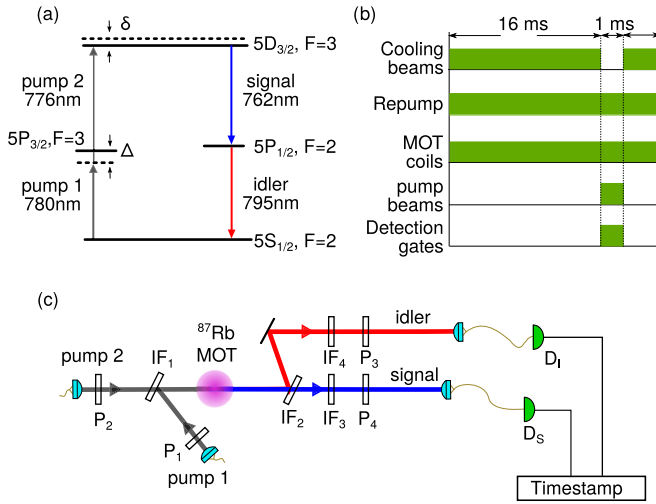 (a)
δ
5D3/2, F=3
pump 2
776nm
signal
762nm
5P3/2,F=3
Δ
5P1/2, F=2
pump 1
780nm
idler
795nm
5S1/2, F=2
(b)
16 ms
1 ms
Cooling
beams
Repump
MOT
coils
pump
beams
Detection
gates
(c)
87Rb
MOT
idler
IF4
P3
DI
pump 2
IF1
P2
signal
IF2
IF3
P4
DS
P1
pump 1
Timestamp